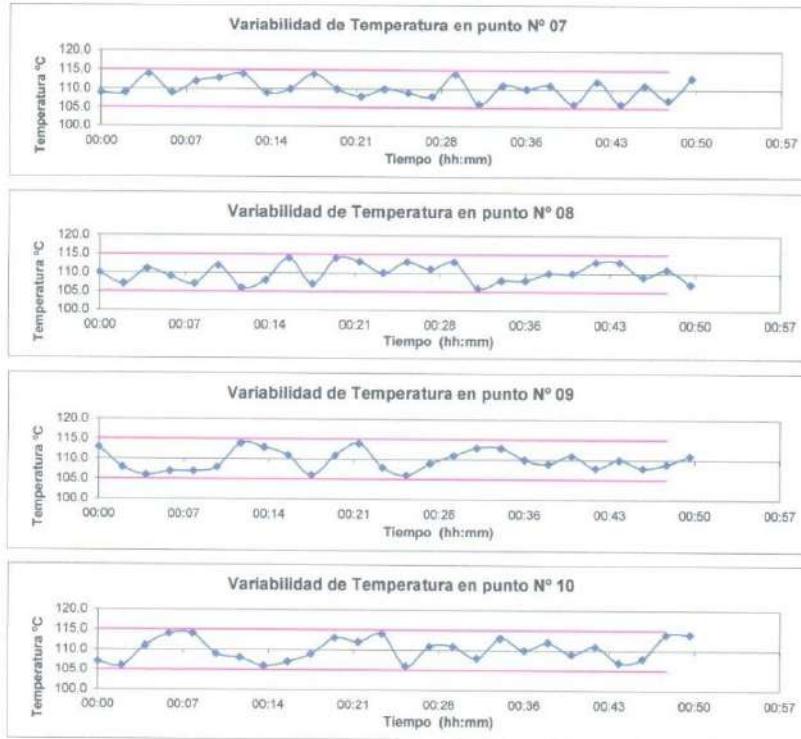 Variabilidad de Temperatura en punto Nº 07
Temperatura ºC
120.0
115.0
110.0
105.0
100.0
00:00 00:07 00:14 00:21 00:28 00:36 00:43 00:50 00:57
Tiempo (hh:mm)
Variabilidad de Temperatura en punto Nº 08
Temperatura ºC
120.0
115.0
110.0
105.0
100.0
00:00 00:07 00:14 00:21 00:28 00:36 00:43 00:50 00:57
Tiempo (hh:mm)
Variabilidad de Temperatura en punto Nº 09
Temperatura ºC
120.0
115.0
110.0
105.0
100.0
00:00 00:07 00:14 00:21 00:28 00:36 00:43 00:50 00:57
Tiempo (hh:mm)
Variabilidad de Temperatura en punto Nº 10
Temperatura ºC
120.0
115.0
110.0
105.0
100.0
00:00 00:07 00:14 00:21 00:28 00:36 00:43 00:50 00:57
Tiempo (hh:mm)